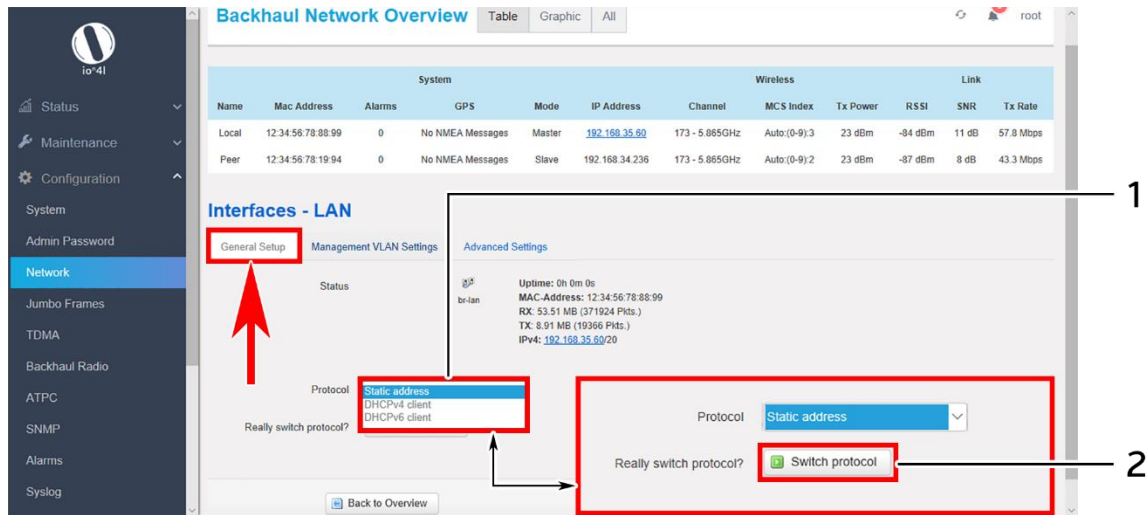 Backhaul Network Overview Table Graphic All root
io°4l
Status
Maintenance
Configuration
System
Admin Password
Network
Jumbo Frames
TDMA
Backhaul Radio
ATPC
SNMP
Alarms
Syslog
System Wireless Link
Name Mac Address Alarms GPS Mode IP Address Channel MCS Index Tx Power RSSI SNR Tx Rate
Local 12:34:56:78:88:99 0 No NMEA Messages Master 192.168.35.60 173 - 5.865GHz Auto:(0-9):3 23 dBm -84 dBm 11 dB 57.8 Mbps
Peer 12:34:56:78:19:94 0 No NMEA Messages Slave 192.168.34.236 173 - 5.865GHz Auto:(0-9):2 23 dBm -87 dBm 8 dB 43.3 Mbps
Interfaces - LAN
1
General Setup Management VLAN Settings Advanced Settings
Status
br-lan
Uptime: 0h 0m 0s
MAC-Address: 12:34:56:78:88:99
RX: 53.51 MB (371924 Pkts.)
TX: 8.91 MB (19366 Pkts.)
IPv4: 192.168.35.60/20
Protocol Static address
DHCPv4 client
DHCPv6 client
Really switch protocol?
Protocol Static address
Really switch protocol? Switch protocol
2
Back to Overview